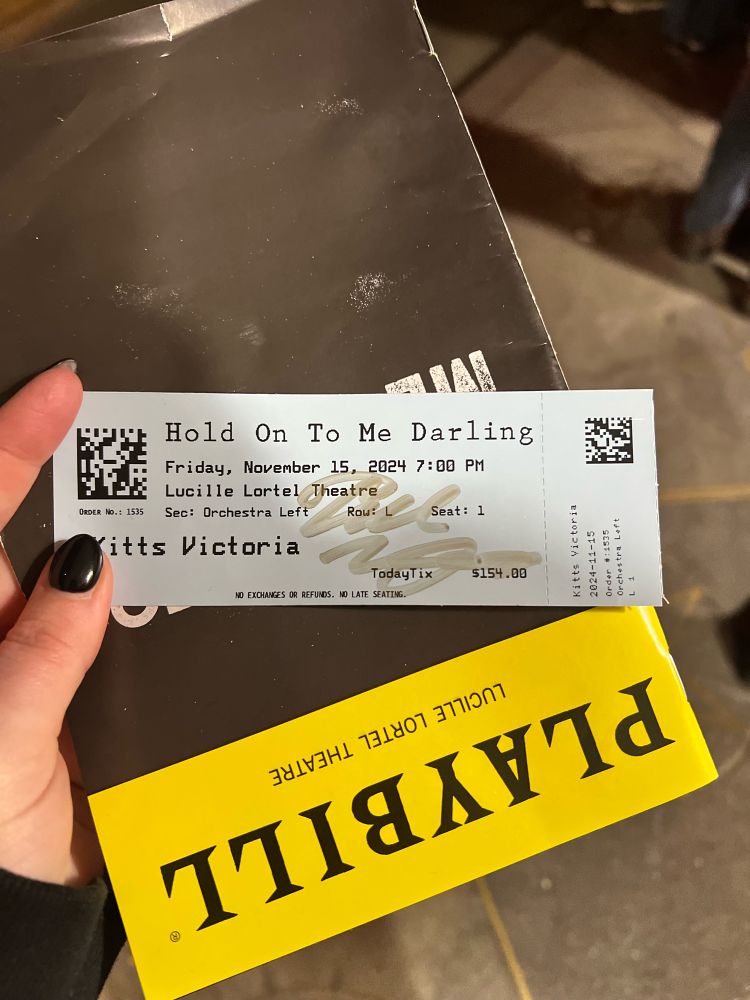 Hold On To Me Darling
Friday, November 15, 2024 7:00 PM
Lucille Lortel Theatre
Sec: Orchestra Left Row: L Seat: 1
ORDER No.: 1535
Kitts Victoria
TodayTix $154.00
NO EXCHANGES OR REFUNDS. NO LATE SEATING.
Kitts Victoria
2024-11-15
Order #:1535
Orchestra Left
L 1
PLAYBILL®
LUCILLE LORTEL THEATRE